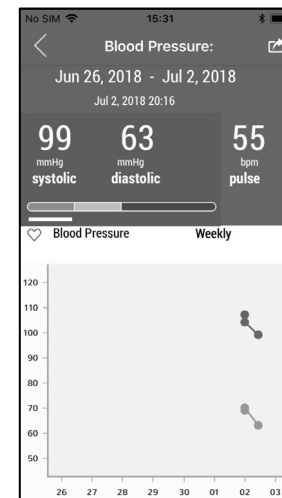 No SIM 15:31
Blood Pressure:
Jun 26, 2018 - Jul 2, 2018
Jul 2, 2018 20:16
99 63 55
mmHg mmHg bpm
systolic diastolic pulse
Blood Pressure Weekly
120
110
100
90
80
70
60
50
26 27 28 29 30 01 02 03